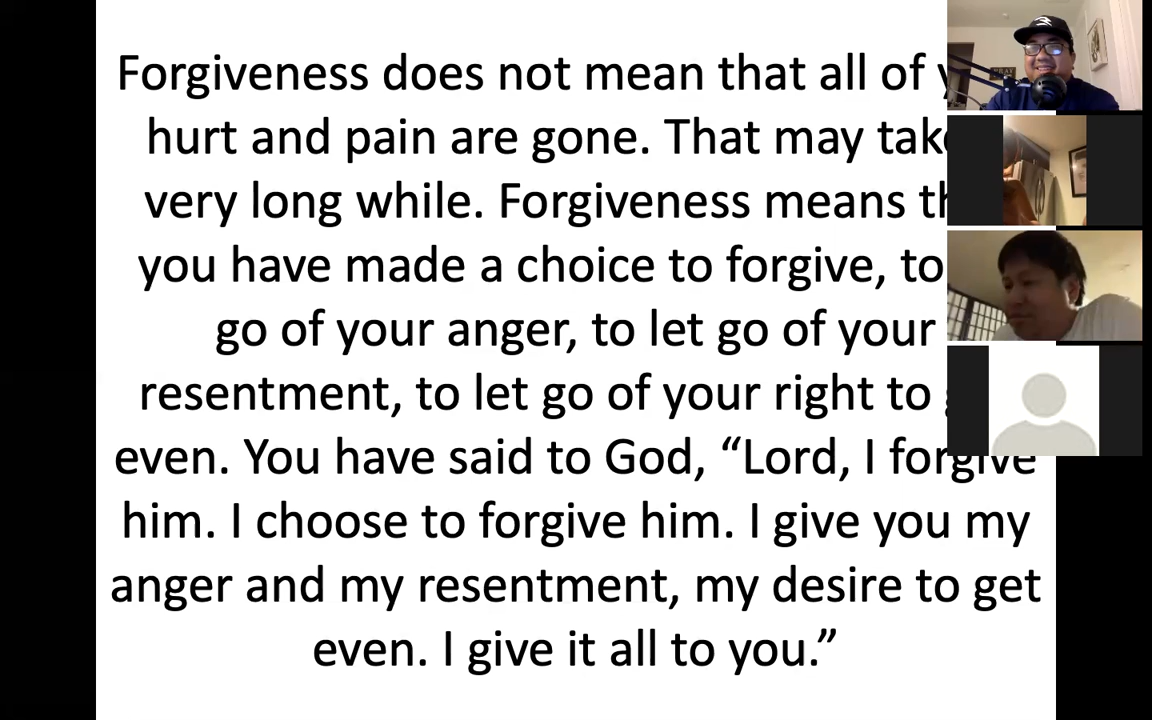 Forgiveness does not mean that all of
hurt and pain are gone. That may take
very long while. Forgiveness means
you have made a choice to forgive, to
go of your anger, to let go of your
resentment, to let go of your right to
even. You have said to God, “Lord, I forgive
him. I choose to forgive him. I give you my
anger and my resentment, my desire to get
even. I give it all to you.”